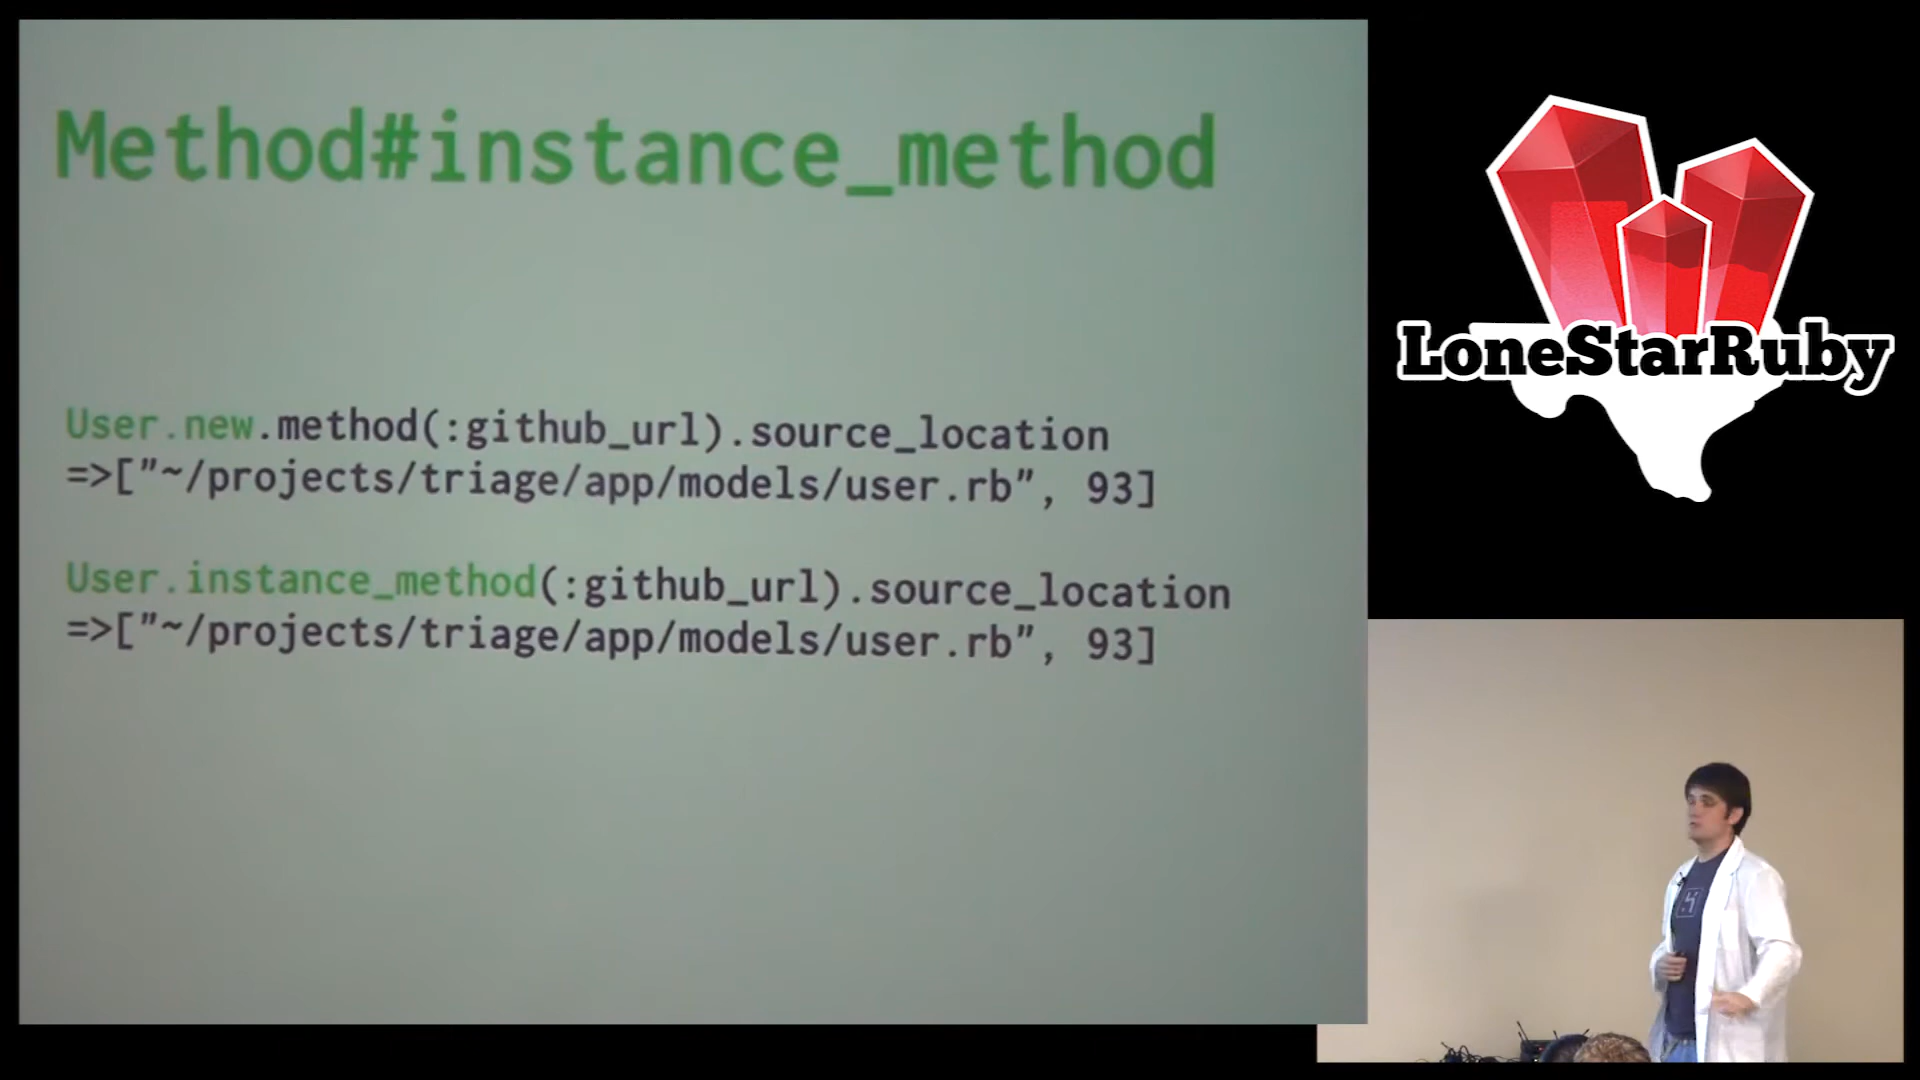 Method#instance_method
User.new.method(:github_url).source_location
=>["~/projects/triage/app/models/user.rb", 93]
User.instance_method(:github_url).source_location
=>["~/projects/triage/app/models/user.rb", 93]
LoneStarRuby